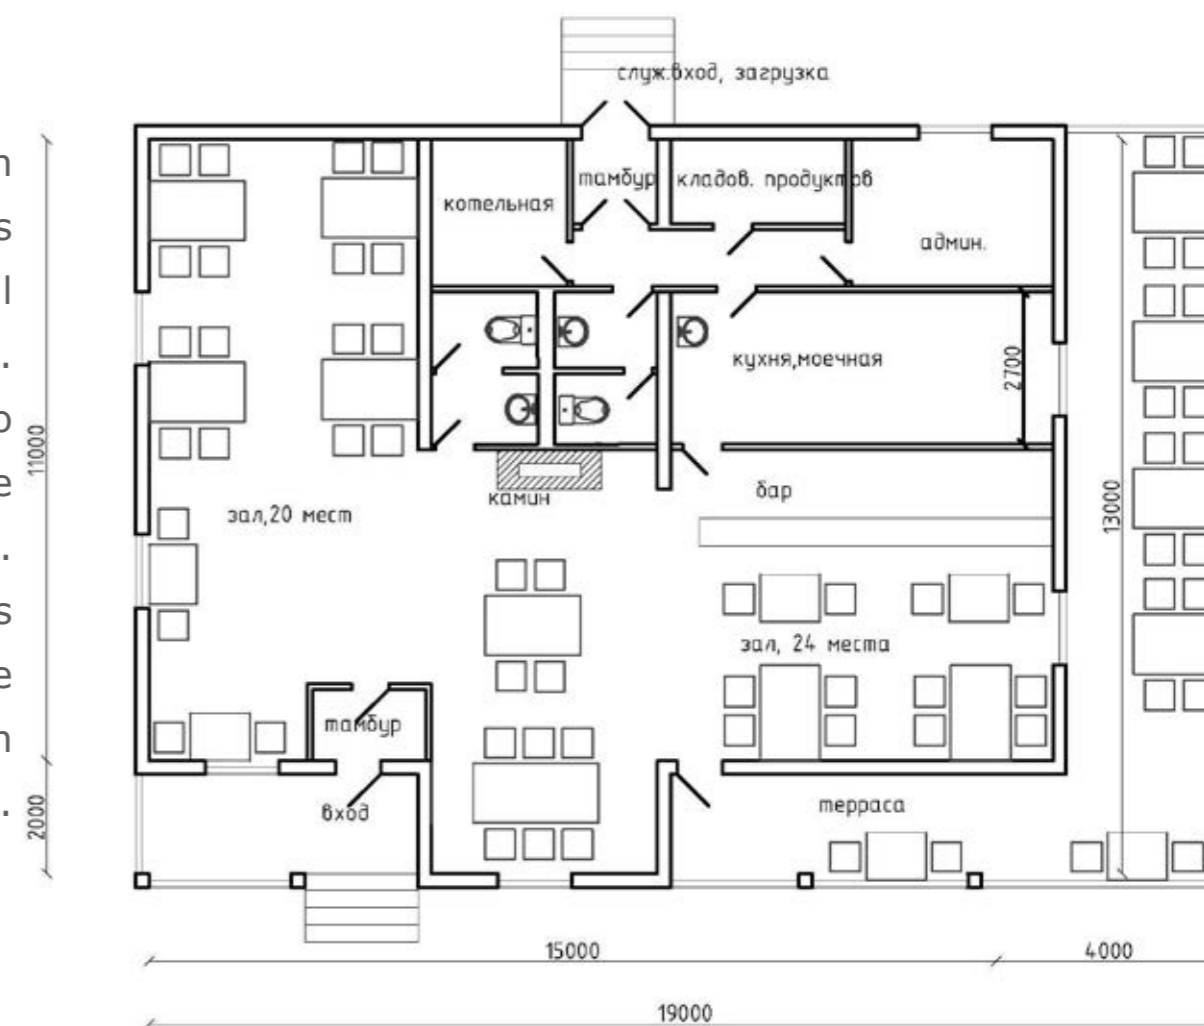 служ.вход, загрузка
n
s
l
.
o
e
.
s
e
n
.
котельная
тамбур
кладов. продуктов
админ.
кухня,моечная
2700
11000
13000
камин
бар
зал,20 мест
зал, 24 места
тамбур
вход
терраса
2000
15000
4000
19000